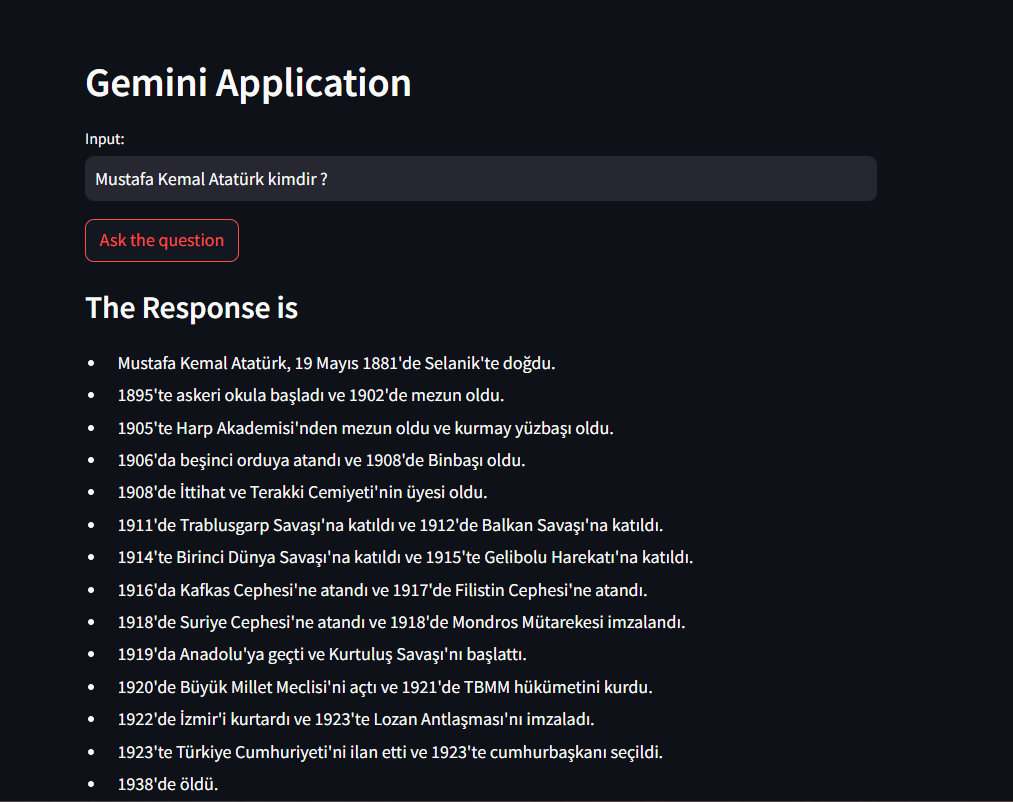 Gemini Application
Input:
Mustafa Kemal Atatürk kimdir ?
Ask the question
The Response is
• Mustafa Kemal Atatürk, 19 Mayıs 1881'de Selanik'te doğdu.
• 1895'te askeri okula başladı ve 1902'de mezun oldu.
• 1905'te Harp Akademisi'nden mezun oldu ve kurmay yüzbaşı oldu.
• 1906'da beşinci orduya atandı ve 1908'de Binbaşı oldu.
• 1908'de İttihat ve Terakki Cemiyeti'nin üyesi oldu.
• 1911'de Trablusgarp Savaşı'na katıldı ve 1912'de Balkan Savaşı'na katıldı.
• 1914'te Birinci Dünya Savaşı'na katıldı ve 1915'te Gelibolu Harekatı'na katıldı.
• 1916'da Kafkas Cephesi'ne atandı ve 1917'de Filistin Cephesi'ne atandı.
• 1918'de Suriye Cephesi'ne atandı ve 1918'de Mondros Mütarekesi imzalandı.
• 1919'da Anadolu'ya geçti ve Kurtuluş Savaşı'nı başlattı.
• 1920'de Büyük Millet Meclisi'ni açtı ve 1921'de TBMM hükümetini kurdu.
• 1922'de İzmir'i kurtardı ve 1923'te Lozan Antlaşması'nı imzaladı.
• 1923'te Türkiye Cumhuriyeti'ni ilan etti ve 1923'te cumhurbaşkanı seçildi.
• 1938'de öldü.